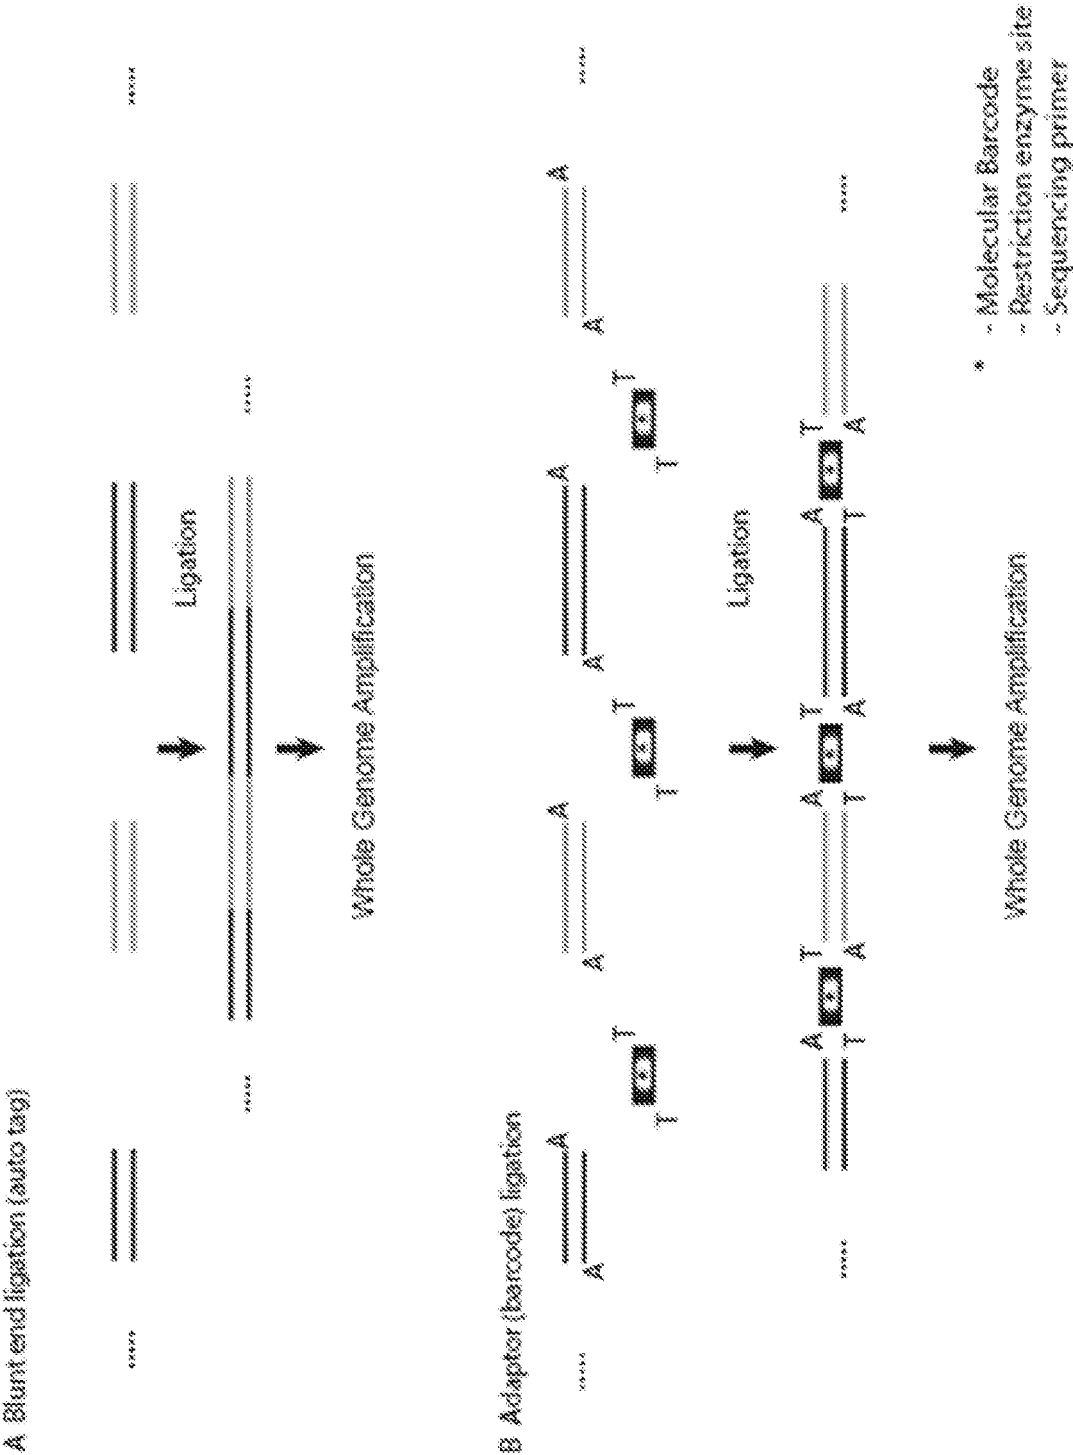 A Blunt end ligation (auto tag)
Ligation
Whole Genome Amplification
B Adaptor (barcode) ligation
A A A A A A A A
T T T T T T
Ligation
A T A T A T
T A T A T A
Whole Genome Amplification
* - Molecular Barcode
- Restriction enzyme site
- Sequencing primer